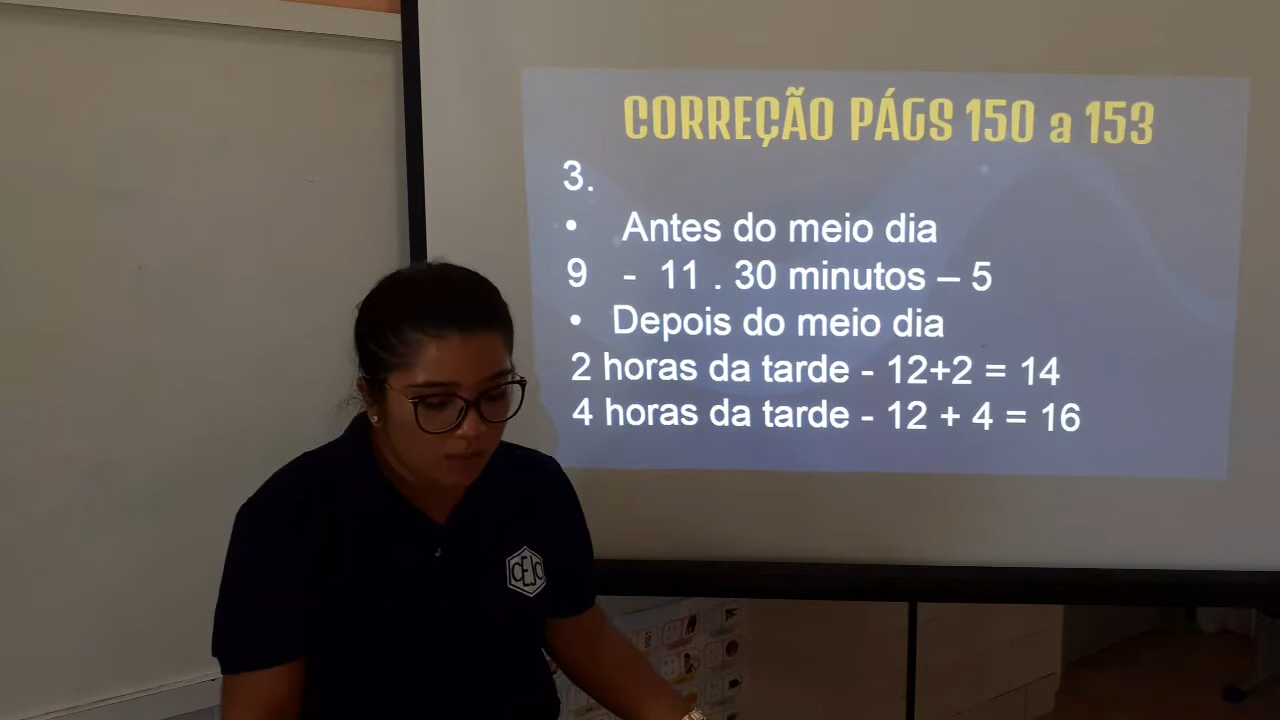 CORREÇÃO PÁGS 150 a 153
3.
• Antes do meio dia
9 - 11 . 30 minutos – 5
• Depois do meio dia
2 horas da tarde - 12+2 = 14
4 horas da tarde - 12 + 4 = 16
CEJC